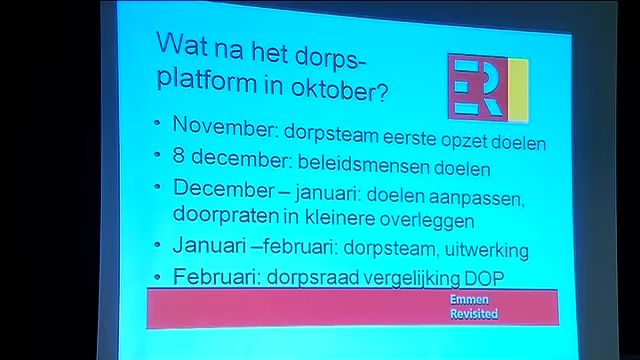 Wat na het dorps-
platform in oktober?
ER
• November: dorpsteam eerste opzet doelen
• 8 december: beleidsmensen doelen
• December – januari: doelen aanpassen,
doorpraten in kleinere overleggen
• Januari –februari: dorpsteam, uitwerking
• Februari: dorpsraad vergelijking DOP
Emmen
Revisited